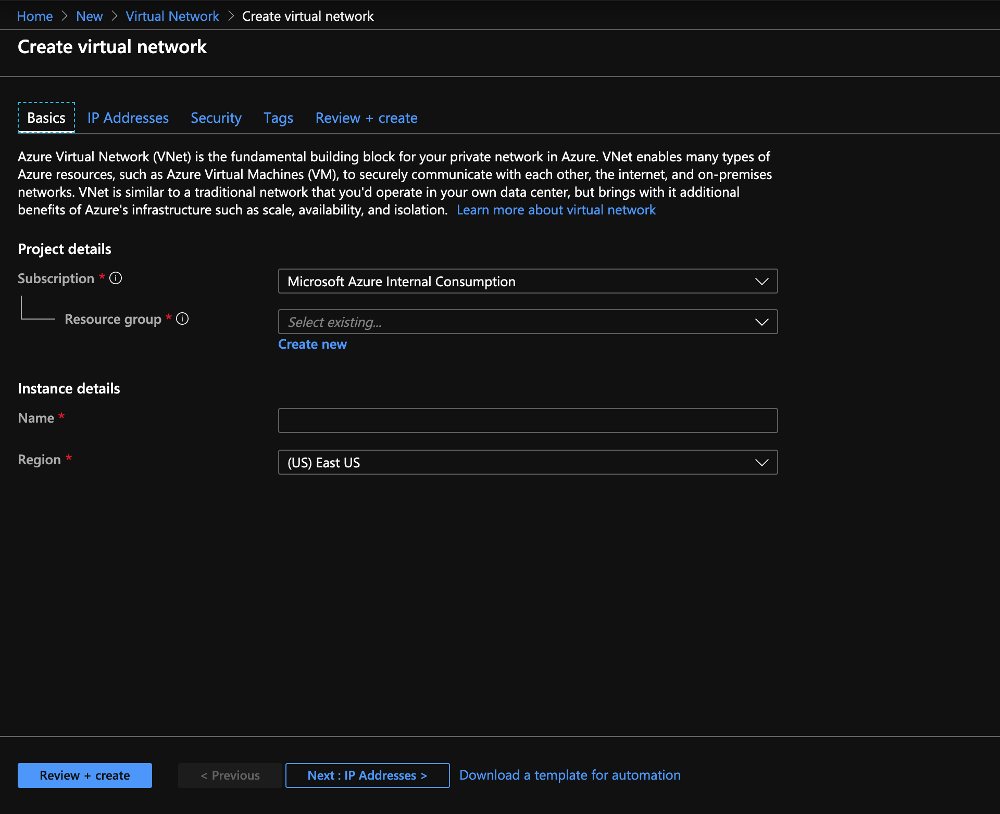 Home > New > Virtual Network > Create virtual network
Create virtual network
Basics IP Addresses Security Tags Review + create
Azure Virtual Network (VNet) is the fundamental building block for your private network in Azure. VNet enables many types of
Azure resources, such as Azure Virtual Machines (VM), to securely communicate with each other, the internet, and on-premises
networks. VNet is similar to a traditional network that you'd operate in your own data center, but brings with it additional
benefits of Azure's infrastructure such as scale, availability, and isolation. Learn more about virtual network
Project details
Subscription * Microsoft Azure Internal Consumption
Resource group * Select existing...
Create new
Instance details
Name *
Region * (US) East US
Review + create < Previous Next : IP Addresses > Download a template for automation